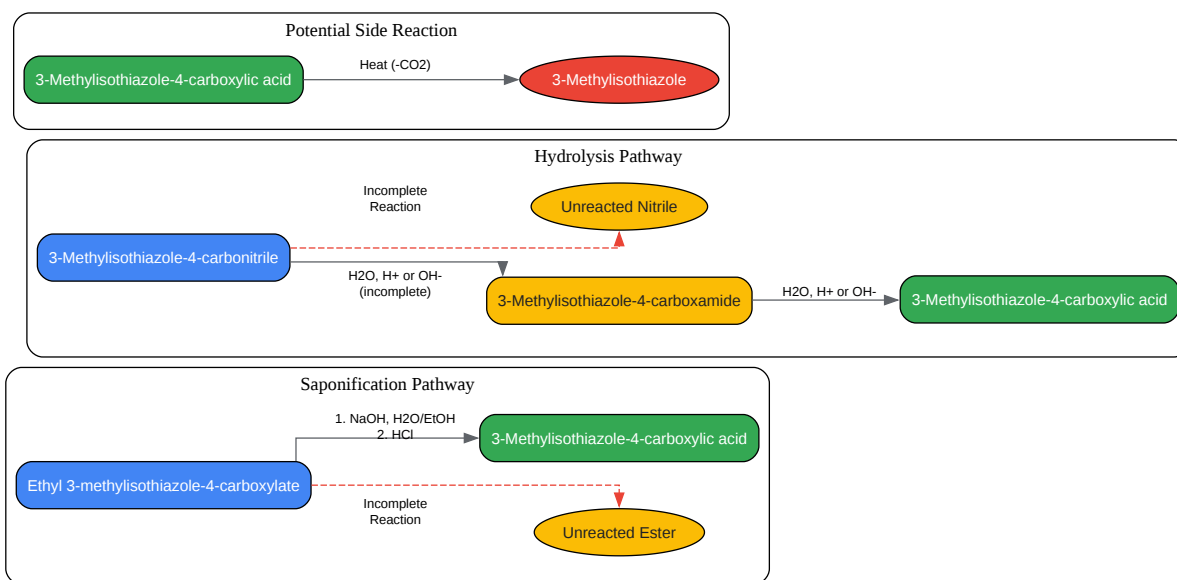 Potential Side Reaction
3-Methylisothiazole-4-carboxylic acid
Heat (-CO2)
3-Methylisothiazole
Hydrolysis Pathway
Incomplete
Reaction
Unreacted Nitrile
3-Methylisothiazole-4-carbonitrile
H2O, H+ or OH-
(incomplete)
3-Methylisothiazole-4-carboxamide
H2O, H+ or OH-
3-Methylisothiazole-4-carboxylic acid
Saponification Pathway
1. NaOH, H2O/EtOH
2. HCl
3-Methylisothiazole-4-carboxylic acid
Ethyl 3-methylisothiazole-4-carboxylate
Incomplete
Reaction
Unreacted Ester